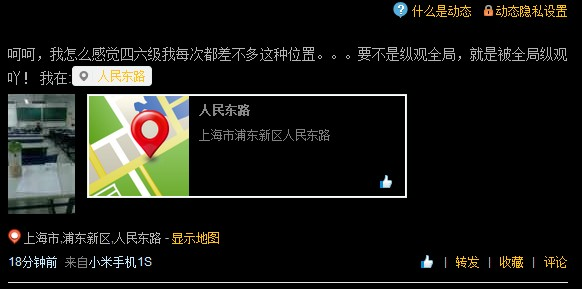 什么是动态 动态隐私设置
呵呵，我怎么感觉四六级我每次都差不多这种位置。。。要不是纵观全局，就是被全局纵观
吖！ 我在: 人民东路
人民东路
上海市浦东新区人民东路
上海市,浦东新区,人民东路 - 显示地图
18分钟前 来自小米手机1S | 转发 | 收藏 | 评论